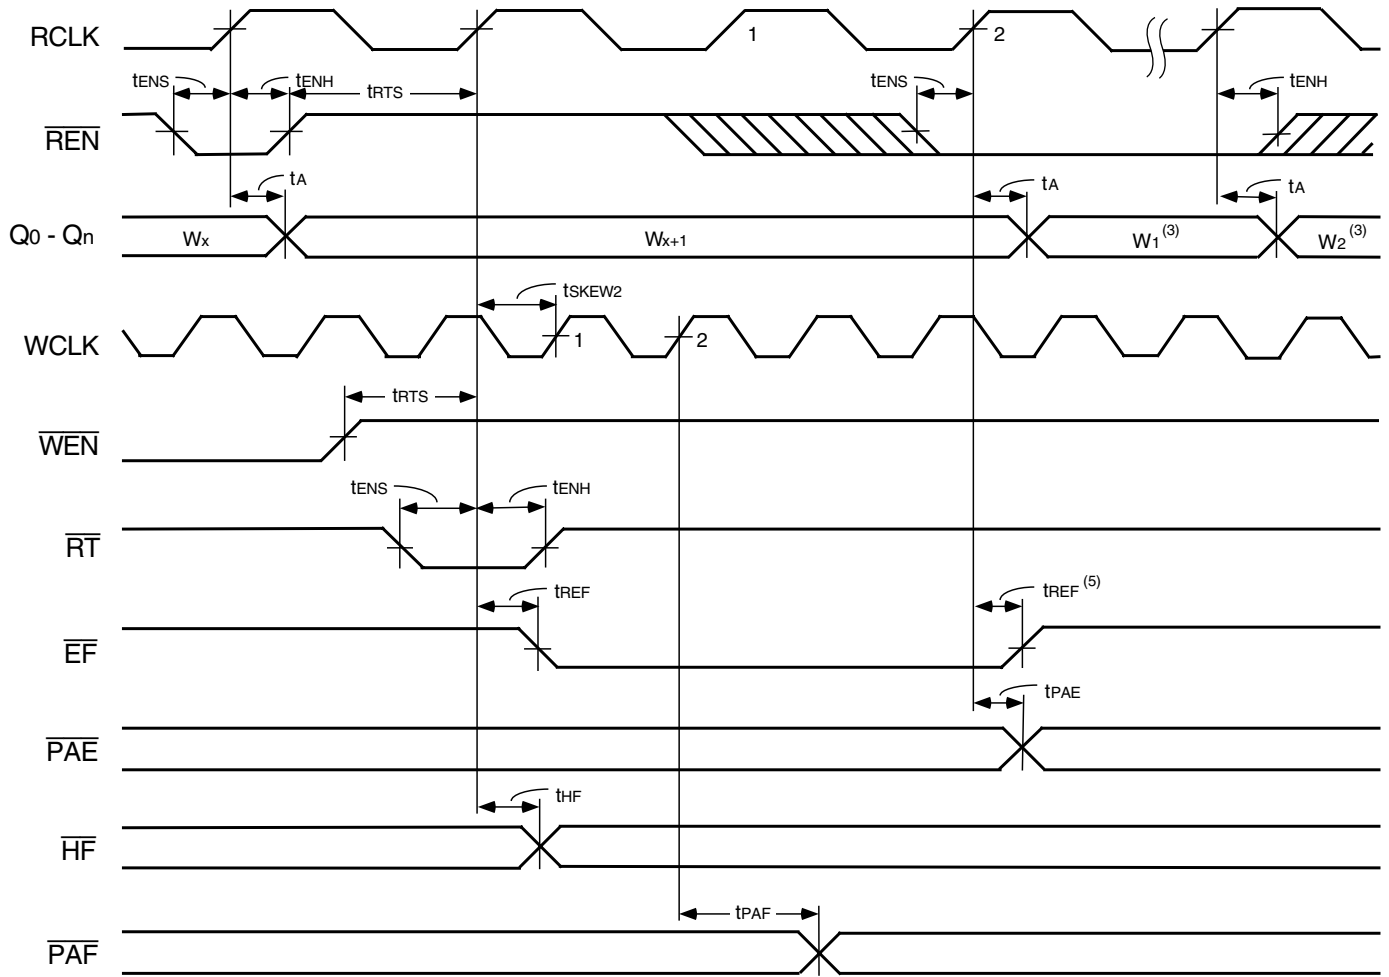 RCLK 1 2
tENS tENH tRTS tENS tENH
REN
tA tA tA
Q0 - Qn Wx Wx+1 W1(3) W2(3)
tSKEW2
WCLK 1 2
tRTS
WEN
tENS tENH
RT
tREF tREF(5)
EF
tPAE
PAE
tHF
HF
tPAF
PAF